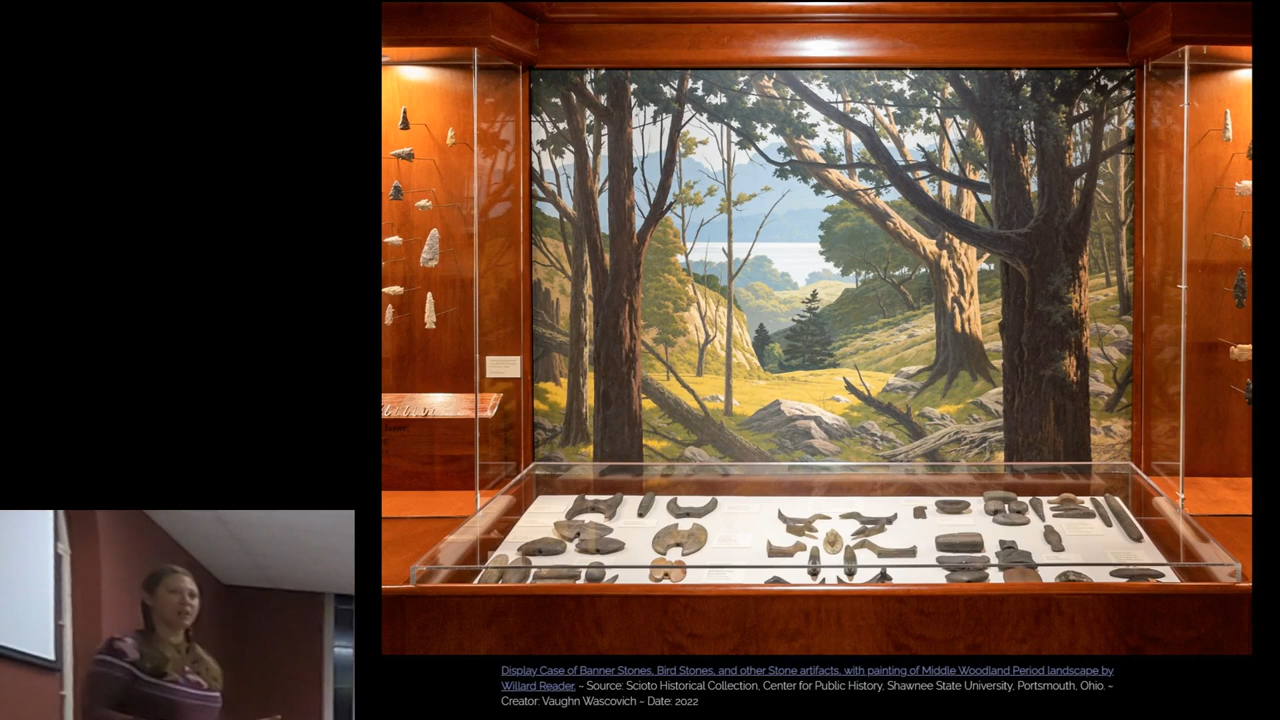 Display Case of Banner Stones, Bird Stones, and other Stone artifacts, with painting of Middle Woodland Period landscape by
Willard Reader. ~ Source: Scioto Historical Collection, Center for Public History, Shawnee State University, Portsmouth, Ohio. ~
Creator: Vaughn Wascovich ~ Date: 2022